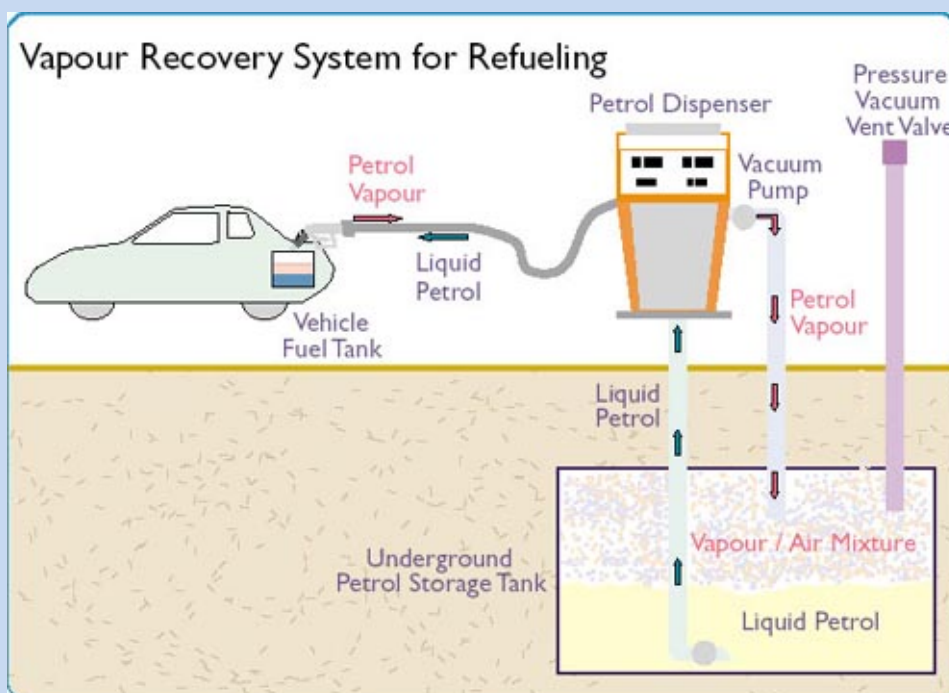 Vapour Recovery System for Refueling
Petrol Dispenser
Pressure
Vacuum
Vent Valve
Vacuum
Pump
Petrol
Vapour
Liquid
Petrol
Vehicle
Fuel Tank
Petrol
Vapour
Liquid
Petrol
Underground
Petrol Storage Tank
Vapour / Air Mixture
Liquid Petrol